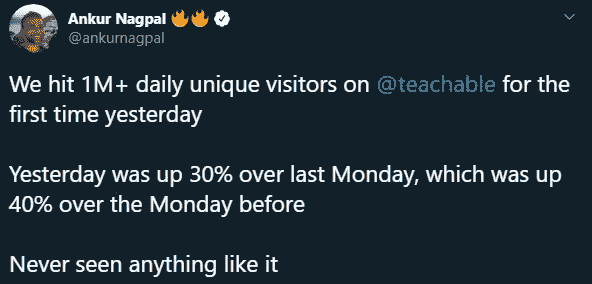 Ankur Nagpal 🔥🔥
@ankurnagpal
We hit 1M+ daily unique visitors on @teachable for the
first time yesterday
Yesterday was up 30% over last Monday, which was up
40% over the Monday before
Never seen anything like it